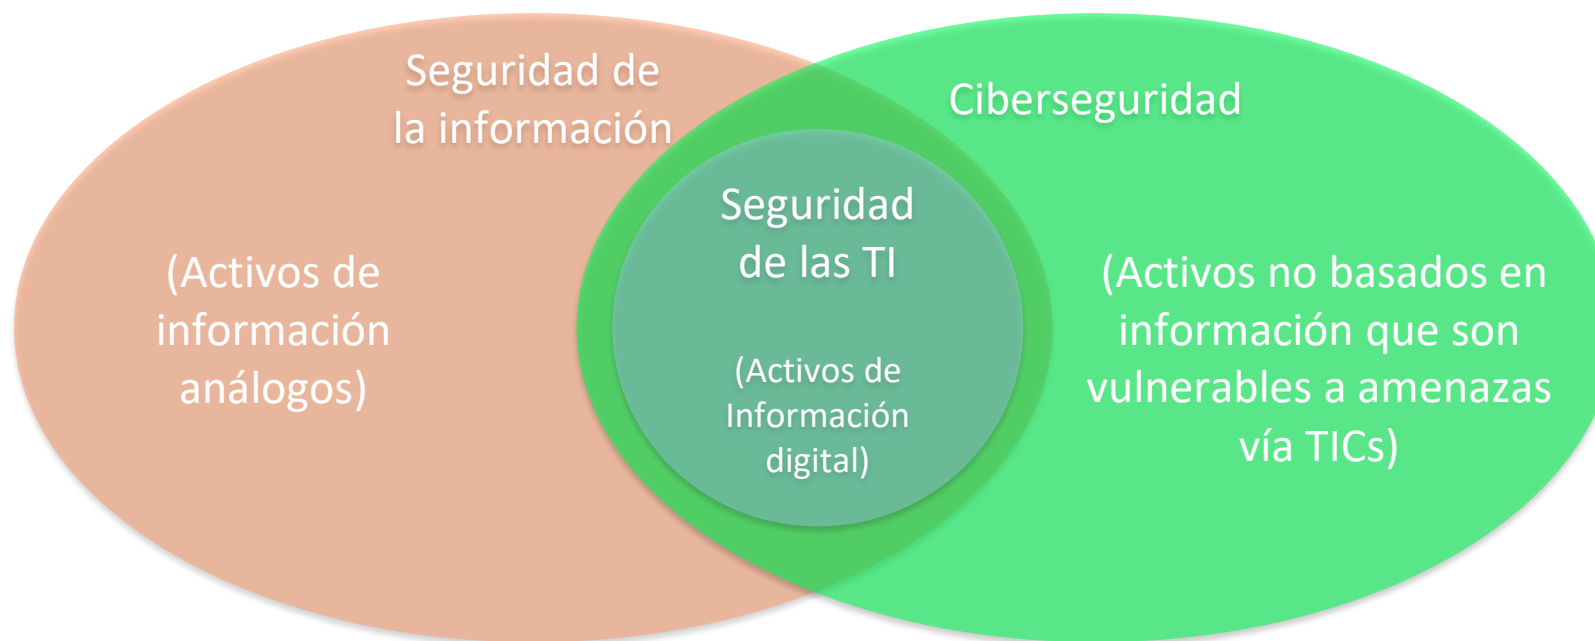 Seguridad de
la información
(Activos de
información
análogos)
Seguridad
de las TI
(Activos de
Información
digital)
Ciberseguridad
(Activos no basados en
información que son
vulnerables a amenazas
vía TICs)